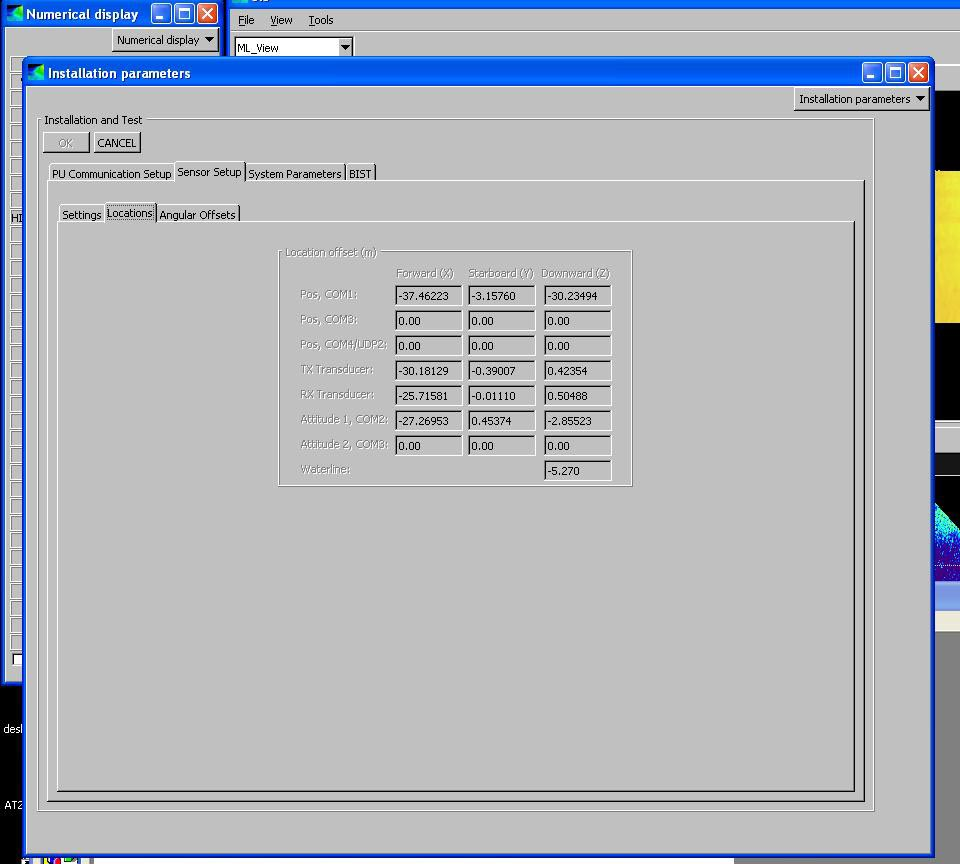 Numerical display
Numerical display
File View Tools
ML_View
Installation parameters
Installation parameters
Installation and Test
OK CANCEL
PU Communication Setup Sensor Setup System Parameters BIST
Settings Locations Angular Offsets
Location offset (m)
Forward (X) Starboard (Y) Downward (Z)
Pos, COM1: -37.46223 -3.15760 -30.23494
Pos, COM3: 0.00 0.00 0.00
Pos, COM4/UDP2: 0.00 0.00 0.00
TX Transducer: -30.18129 -0.39007 0.42354
RX Transducer: -25.71581 -0.01110 0.50488
Attitude 1, COM2: -27.26953 0.45374 -2.85523
Attitude 2, COM3: 0.00 0.00 0.00
Waterline: -5.270